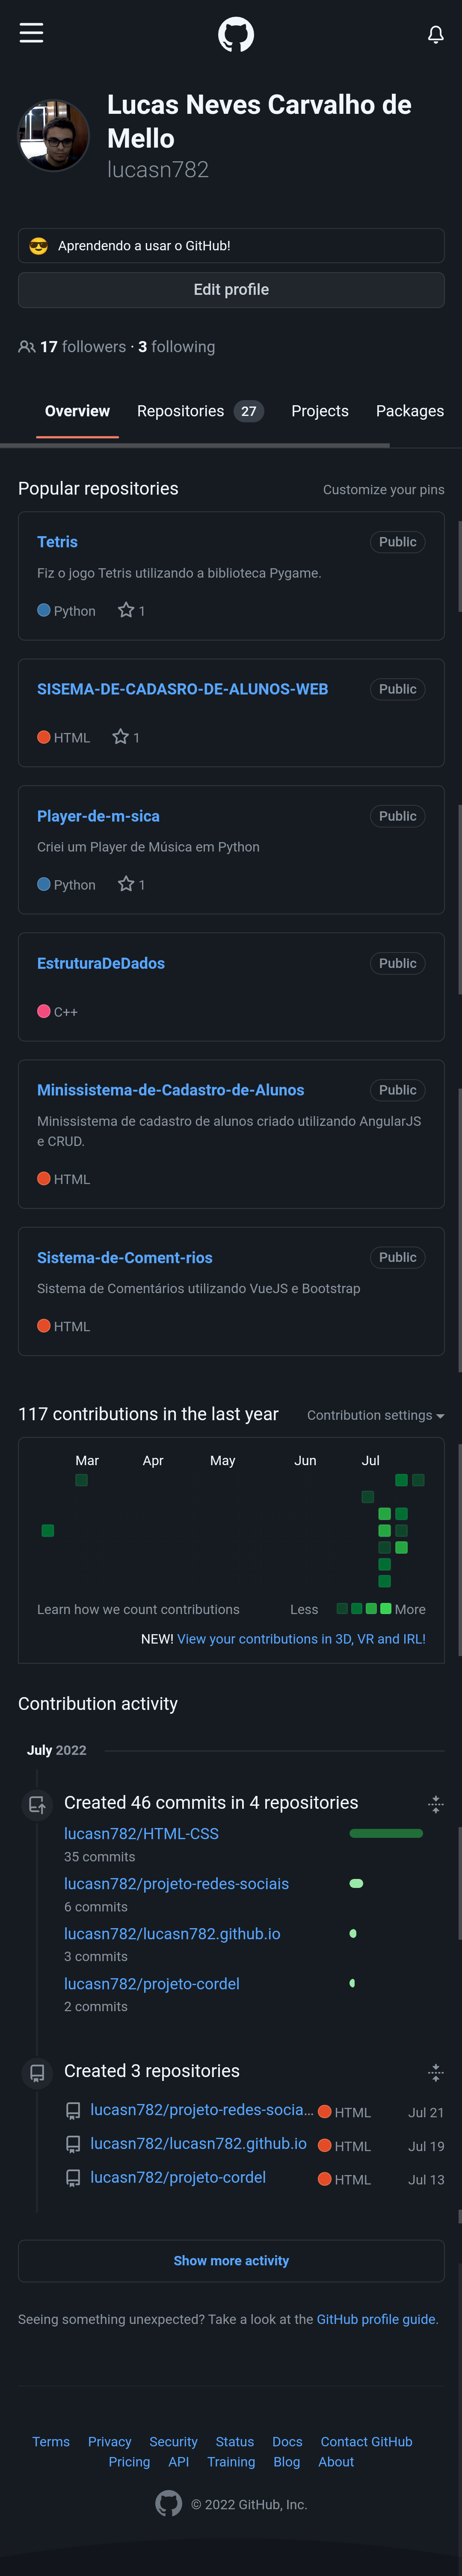 Lucas Neves Carvalho de
Mello
lucasn782
Aprendendo a usar o GitHub!
Edit profile
17 followers · 3 following
Overview Repositories 27 Projects Packages
Popular repositories Customize your pins
Tetris Public
Fiz o jogo Tetris utilizando a biblioteca Pygame.
Python 1
SISEMA-DE-CADASRO-DE-ALUNOS-WEB Public
HTML 1
Player-de-m-sica Public
Criei um Player de Música em Python
Python 1
EstruturaDeDados Public
C++
Minissistema-de-Cadastro-de-Alunos Public
Minissistema de cadastro de alunos criado utilizando AngularJS
e CRUD.
HTML
Sistema-de-Coment-rios Public
Sistema de Comentários utilizando VueJS e Bootstrap
HTML
117 contributions in the last year Contribution settings
Mar Apr May Jun Jul
Learn how we count contributions Less More
NEW! View your contributions in 3D, VR and IRL!
Contribution activity
July 2022
Created 46 commits in 4 repositories
lucasn782/HTML-CSS
35 commits
lucasn782/projeto-redes-sociais
6 commits
lucasn782/lucasn782.github.io
3 commits
lucasn782/projeto-cordel
2 commits
Created 3 repositories
lucasn782/projeto-redes-socia... HTML Jul 21
lucasn782/lucasn782.github.io HTML Jul 19
lucasn782/projeto-cordel HTML Jul 13
Show more activity
Seeing something unexpected? Take a look at the GitHub profile guide.
Terms Privacy Security Status Docs Contact GitHub
Pricing API Training Blog About
© 2022 GitHub, Inc.